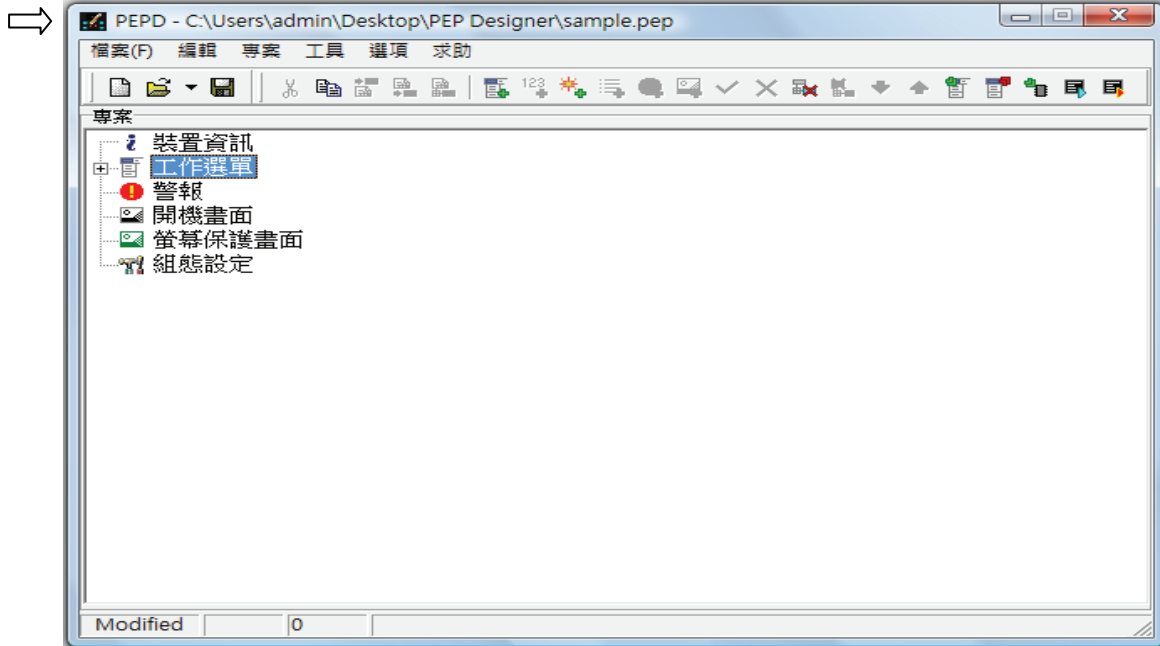 PEPD - C:\Users\admin\Desktop\PEP Designer\sample.pep
檔案(F) 編輯 專案 工具 選項 求助
123
專案
i 裝置資訊
工作選單
警報
開機畫面
螢幕保護畫面
組態設定
Modified 0